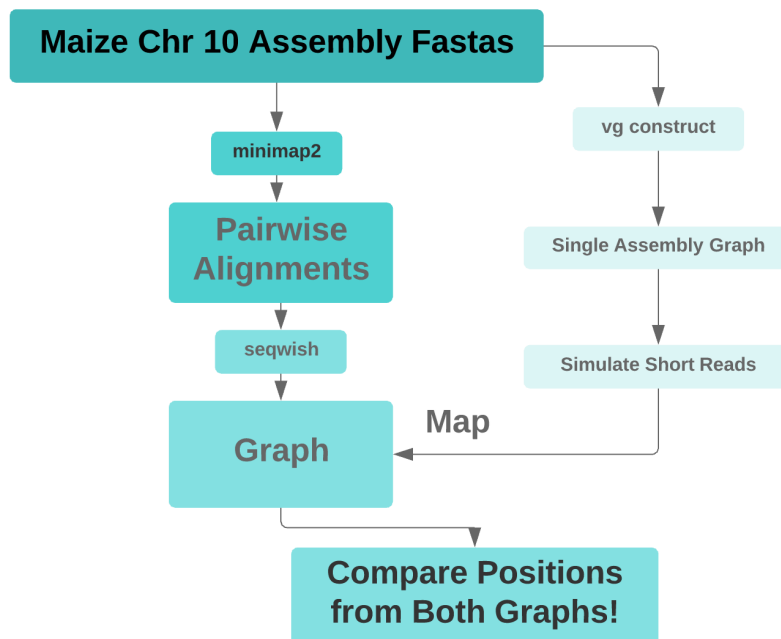 Maize Chr 10 Assembly Fastas
minimap2
vg construct
Pairwise
Alignments
Single Assembly Graph
seqwish
Simulate Short Reads
Map
Graph
Compare Positions
from Both Graphs!